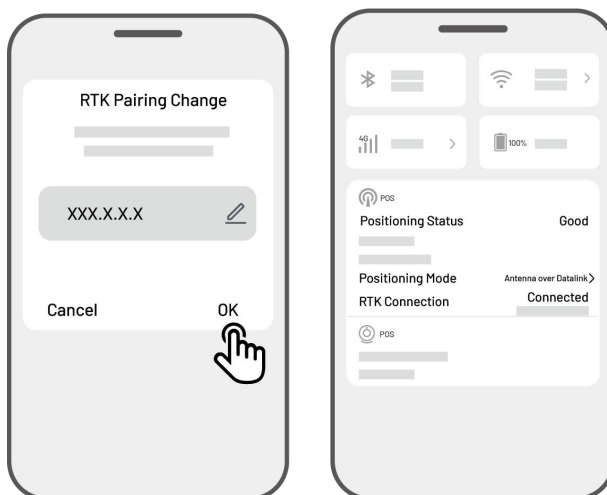 RTK Pairing Change
XXX.X.X.X
Cancel OK
4G
100%
POS
Positioning Status Good
Positioning Mode Antenna over Datalink
RTK Connection Connected
POS